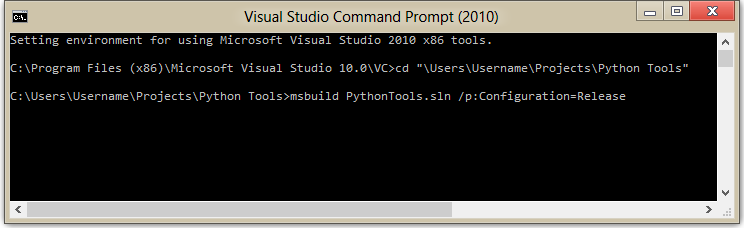 Visual Studio Command Prompt (2010)
Setting environment for using Microsoft Visual Studio 2010 x86 tools.
C:\Program Files (x86)\Microsoft Visual Studio 10.0\VC>cd "\Users\Username\Projects\Python Tools"
C:\Users\Username\Projects\Python Tools>msbuild PythonTools.sln /p:Configuration=Release